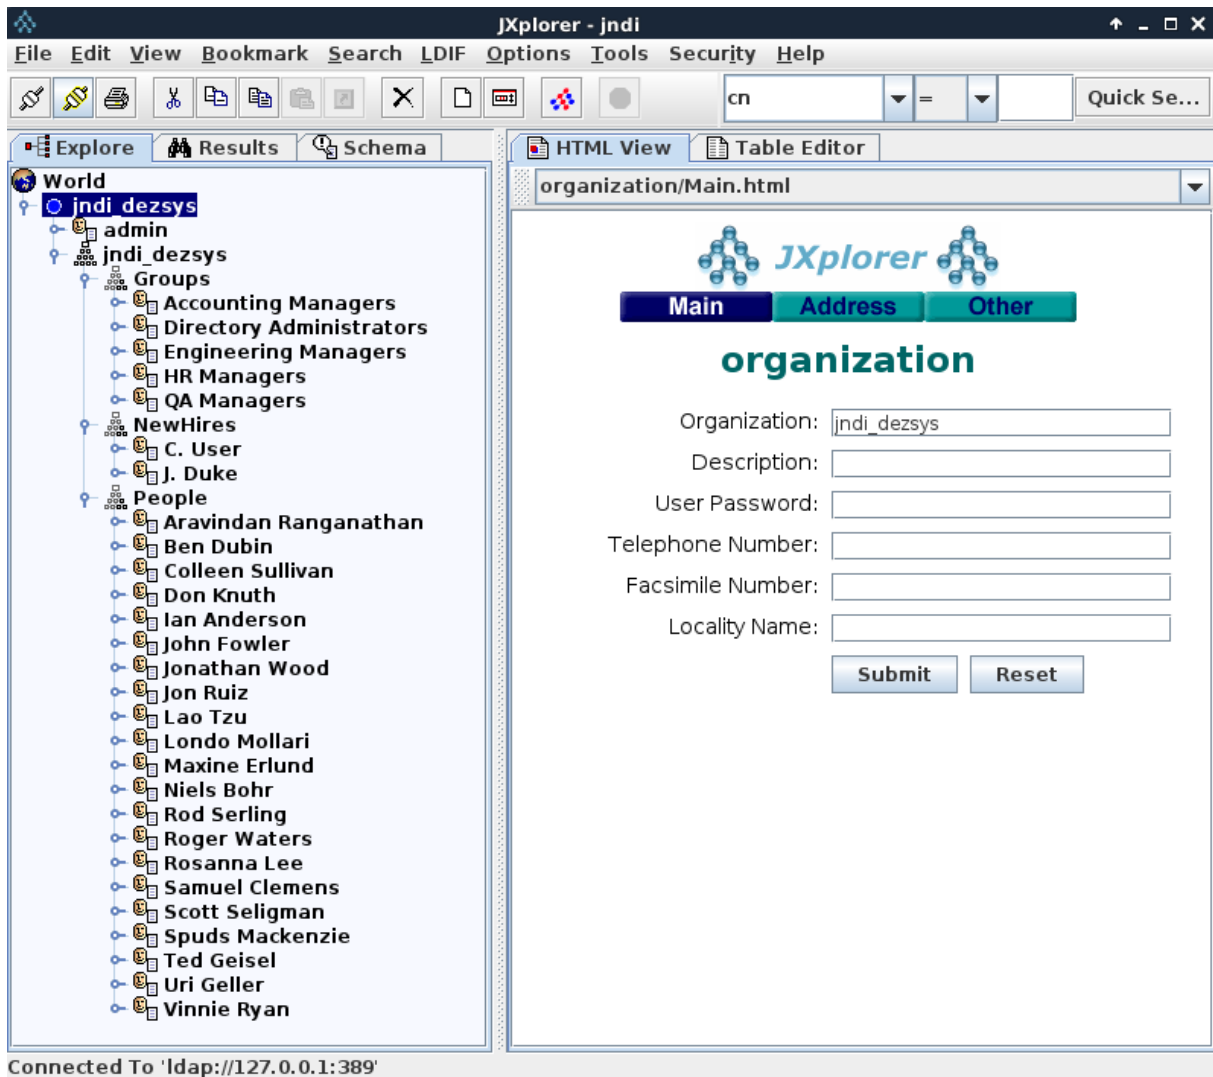 JXplorer - jndi
File Edit View Bookmark Search LDIF Options Tools Security Help
cn = Quick Se...
Explore Results Schema
World
jndi_dezsys
admin
jndi_dezsys
Groups
Accounting Managers
Directory Administrators
Engineering Managers
HR Managers
QA Managers
NewHires
C. User
J. Duke
People
Aravindan Ranganathan
Ben Dubin
Colleen Sullivan
Don Knuth
Ian Anderson
John Fowler
Jonathan Wood
Jon Ruiz
Lao Tzu
Londo Mollari
Maxine Erlund
Niels Bohr
Rod Serling
Roger Waters
Rosanna Lee
Samuel Clemens
Scott Seligman
Spuds Mackenzie
Ted Geisel
Uri Geller
Vinnie Ryan
HTML View Table Editor
organization/Main.html
JXplorer
Main Address Other
organization
Organization: jndi_dezsys
Description:
User Password:
Telephone Number:
Facsimile Number:
Locality Name:
Submit Reset
Connected To 'ldap://127.0.0.1:389'